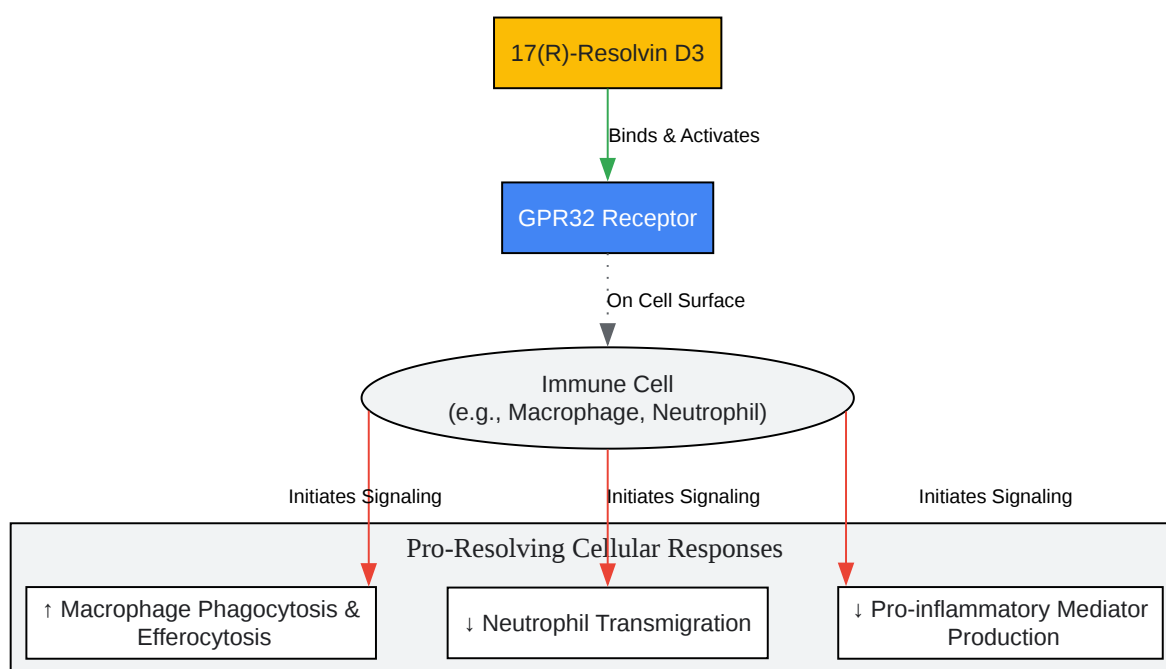 17(R)-Resolvin D3
Binds & Activates
GPR32 Receptor
On Cell Surface
Immune Cell
(e.g., Macrophage, Neutrophil)
Initiates Signaling
Initiates Signaling
Initiates Signaling
Pro-Resolving Cellular Responses
↑ Macrophage Phagocytosis &
Efferocytosis
↓ Neutrophil Transmigration
↓ Pro-inflammatory Mediator
Production